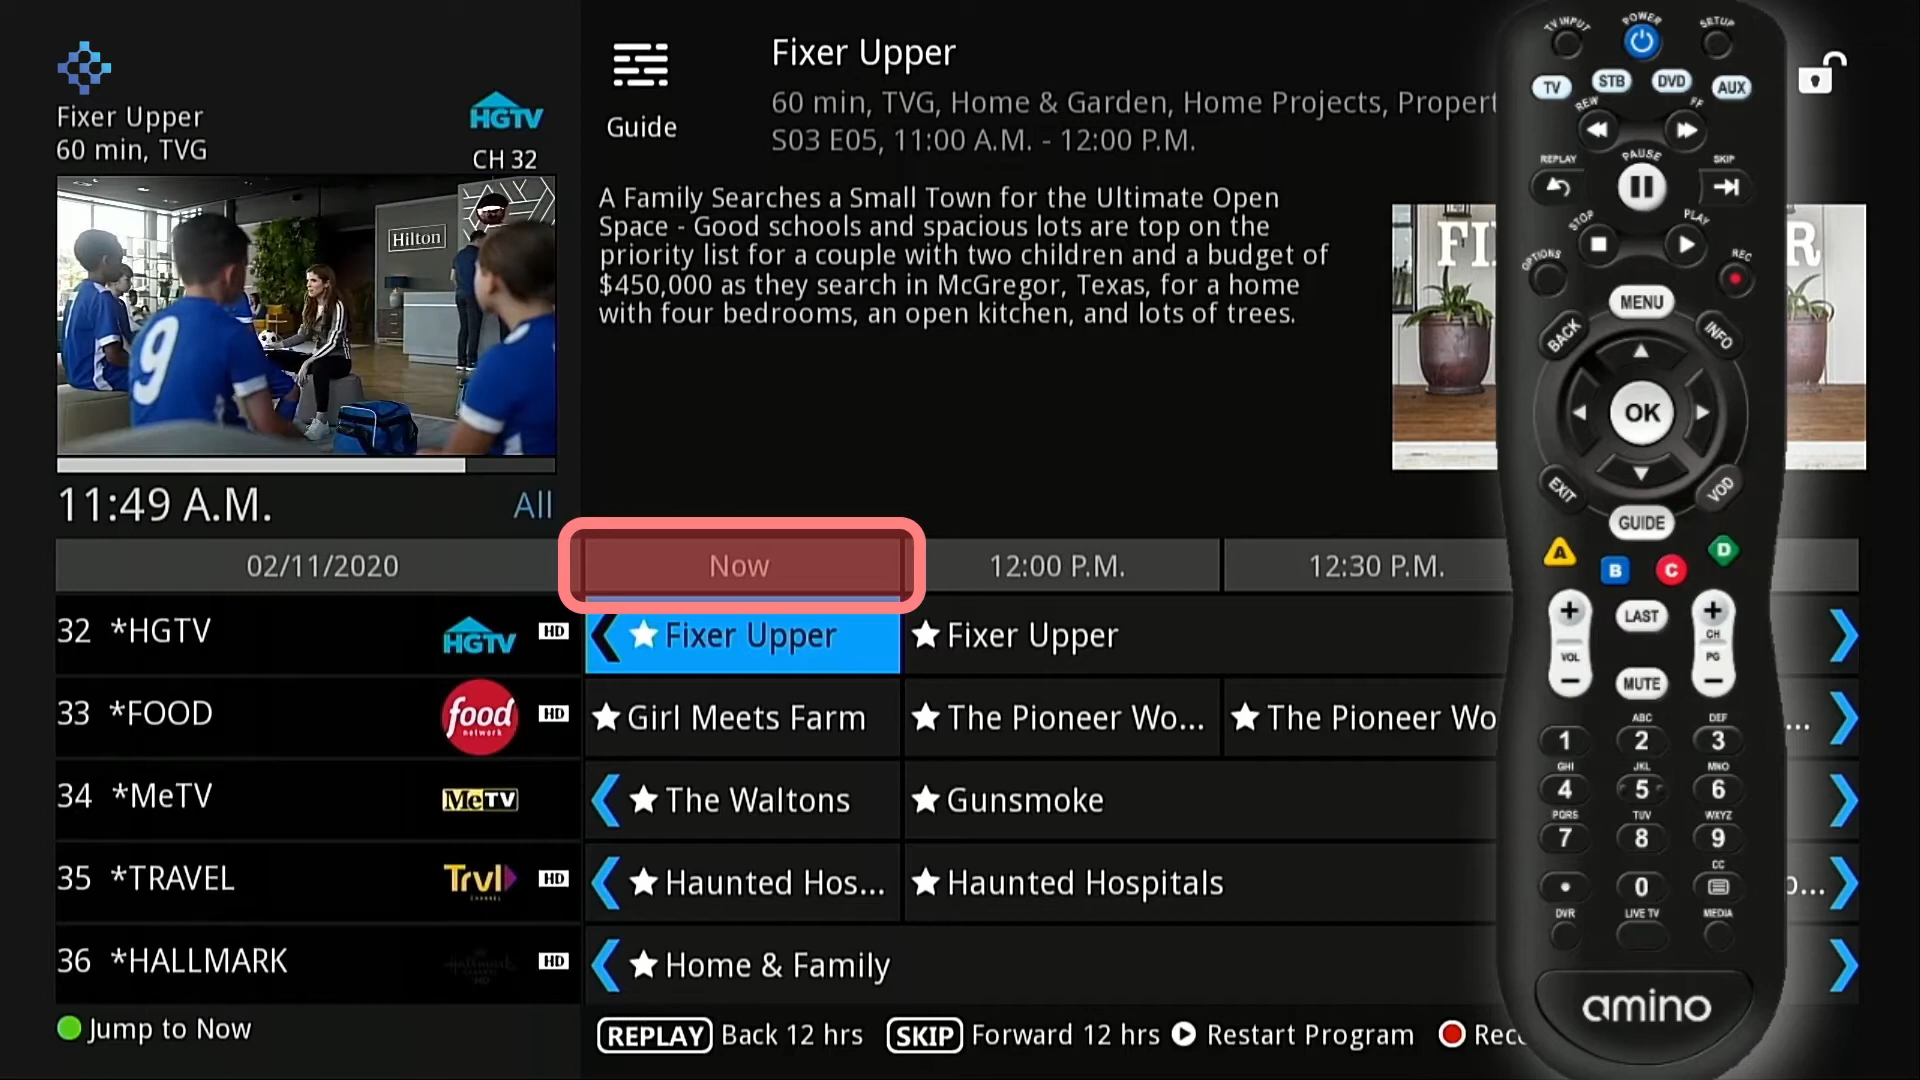 Fixer Upper
60 min, TVG
HGTV
CH 32
Hilton
9
11:49 A.M.
All
Guide
Fixer Upper
60 min, TVG, Home & Garden, Home Projects, Propert
S03 E05, 11:00 A.M. - 12:00 P.M.
A Family Searches a Small Town for the Ultimate Open
Space - Good schools and spacious lots are top on the
priority list for a couple with two children and a budget of
$450,000 as they search in McGregor, Texas, for a home
with four bedrooms, an open kitchen, and lots of trees.
FI
R
02/11/2020
Now
12:00 P.M.
12:30 P.M.
32 *HGTV
HGTV
HD
Fixer Upper
Fixer Upper
33 *FOOD
food
network
HD
Girl Meets Farm
The Pioneer Wo...
The Pioneer Wo
...
34 *MeTV
MeTV
The Waltons
Gunsmoke
35 *TRAVEL
Trvl
CHANNEL
HD
Haunted Hos...
Haunted Hospitals
...
36 *HALLMARK
Hallmark
HD
HD
Home & Family
Jump to Now
REPLAY Back 12 hrs
SKIP Forward 12 hrs
Restart Program
Rec
TV INPUT
POWER
SETUP
TV
STB
DVD
AUX
REW
FF
REPLAY
PAUSE
SKIP
STOP
PLAY
OPTIONS
REC
MENU
BACK
INFO
OK
EXIT
VOD
GUIDE
A
B
C
D
+
LAST
+
VOL
CH
PG
-
MUTE
-
ABC
DEF
1
2
3
GHI
JKL
MNO
4
5
6
PQRS
TUV
WXYZ
7
8
9
CC
0
DVR
LIVE TV
MEDIA
amino